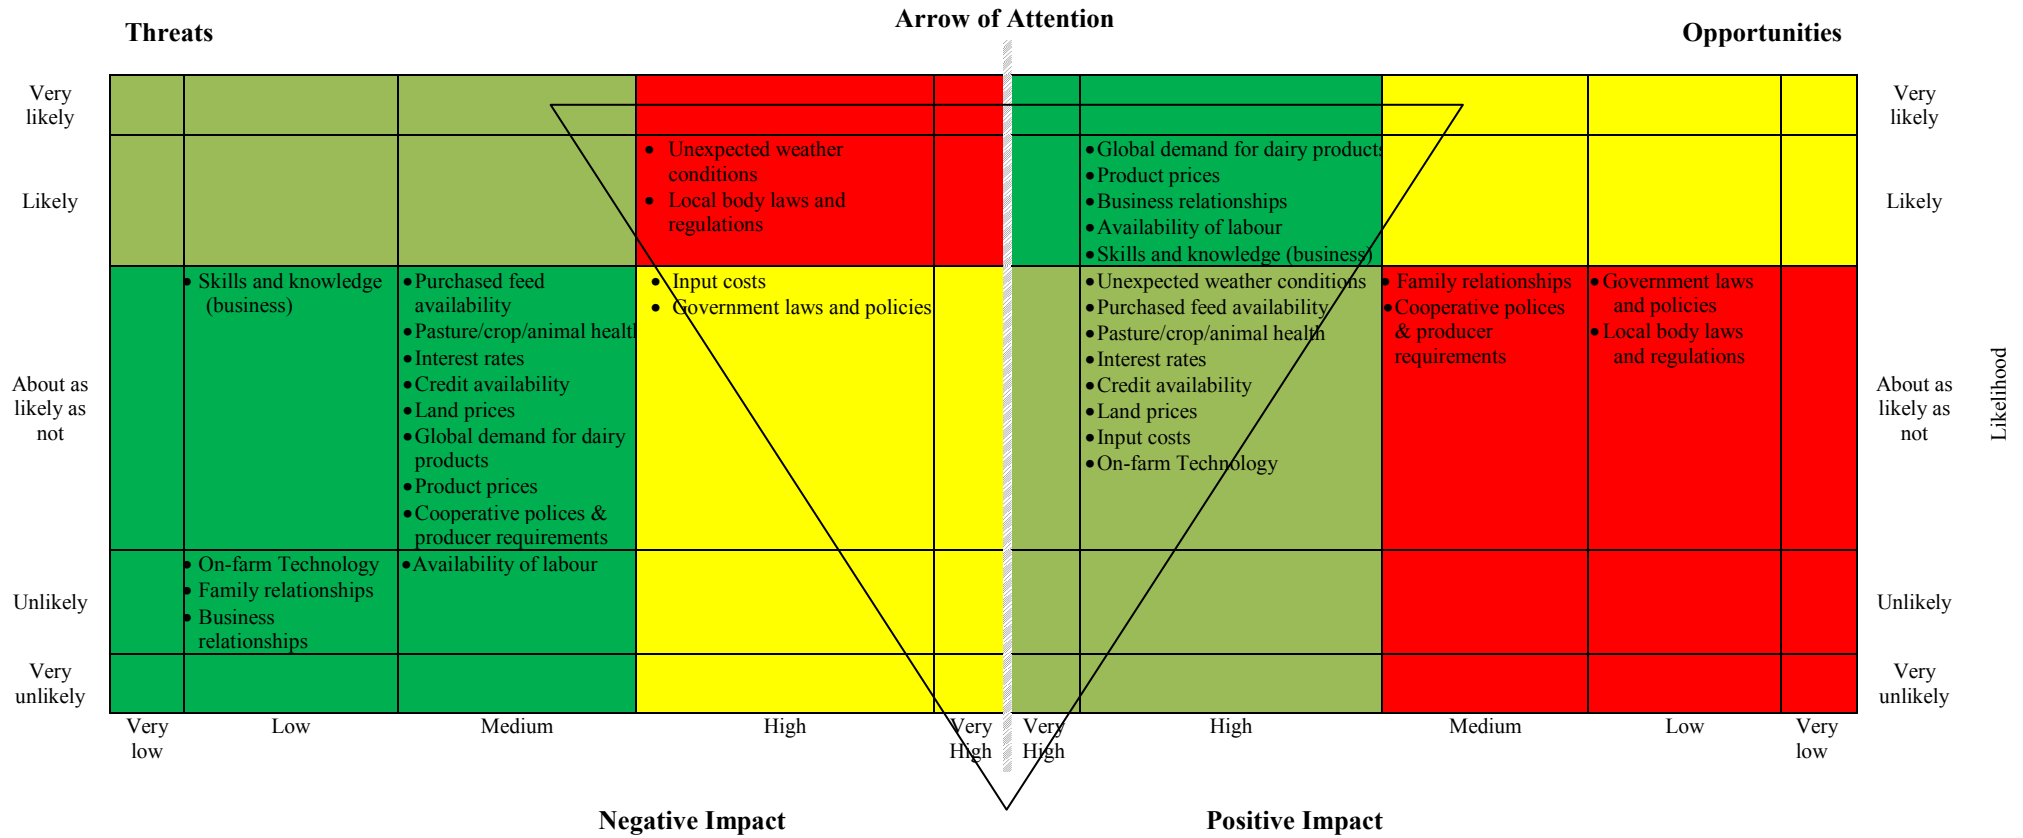 Arrow of Attention
Threats
Opportunities
Very
likely
Very
likely
Likely
• Unexpected weather
conditions
• Local body laws and
regulations
•Global demand for dairy products
•Product prices
•Business relationships
•Availability of labour
•Skills and knowledge (business)
Likely
About as
likely as
not
• Skills and knowledge
(business)
•Purchased feed
availability
•Pasture/crop/animal health
•Interest rates
•Credit availability
•Land prices
•Global demand for dairy
products
•Product prices
•Cooperative polices &
producer requirements
• Input costs
• Government laws and policies
•Unexpected weather conditions
•Purchased feed availability
•Pasture/crop/animal health
•Interest rates
•Credit availability
•Land prices
•Input costs
•On-farm Technology
• Family relationships
•Cooperative polices
& producer
requirements
•Government laws
and policies
•Local body laws
and regulations
About as
likely as
not
Likelihood
Unlikely
• On-farm Technology
• Family relationships
• Business
relationships
•Availability of labour
Unlikely
Very
unlikely
Very
unlikely
Very
low
Low
Medium
High
Very
High
Very
High
High
Medium
Low
Very
low
Negative Impact
Positive Impact